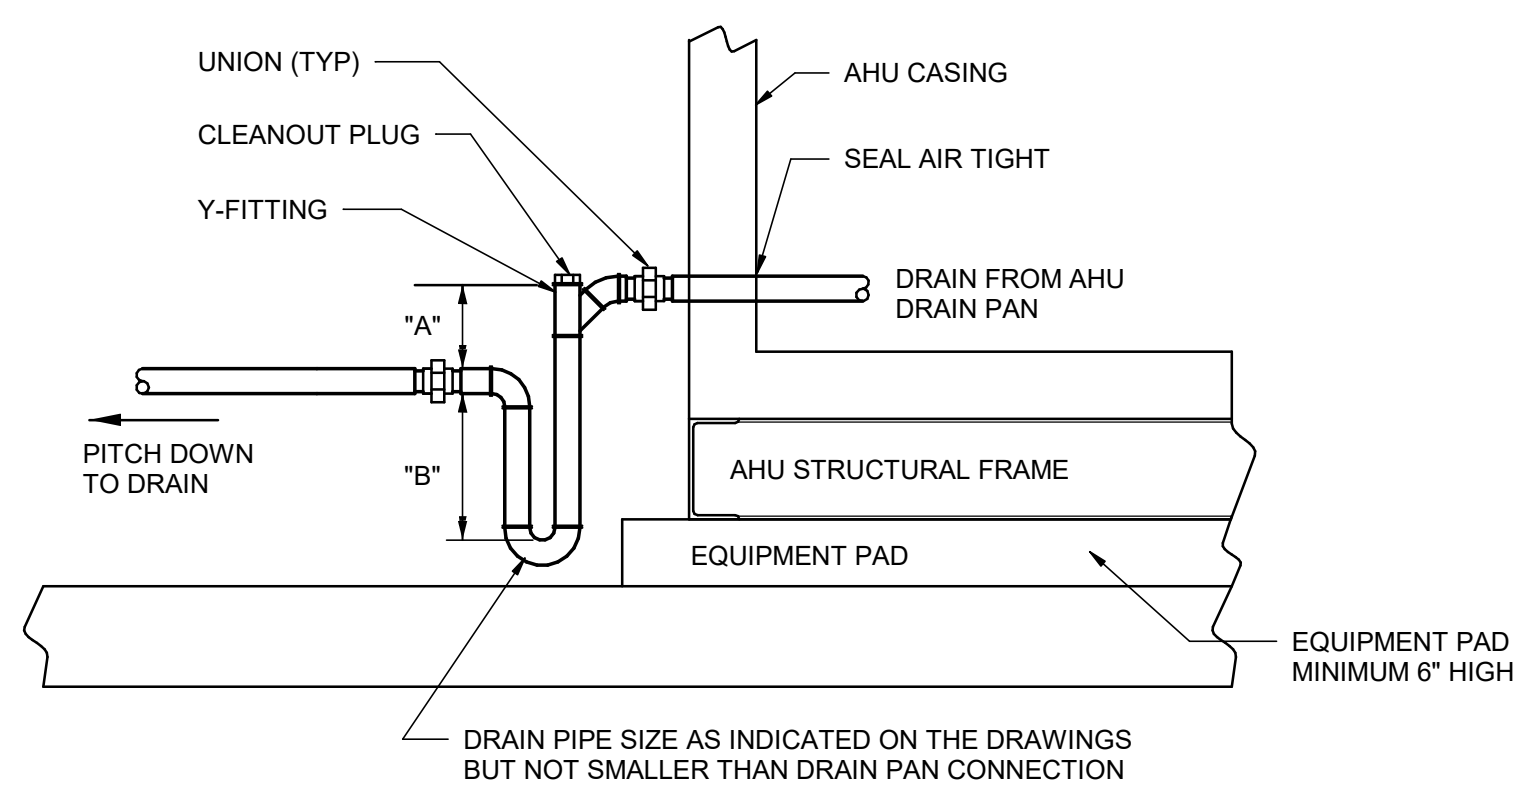 UNION (TYP)
AHU CASING
CLEANOUT PLUG
SEAL AIR TIGHT
Y-FITTING
DRAIN FROM AHU
DRAIN PAN
"A"
PITCH DOWN
TO DRAIN
"B"
AHU STRUCTURAL FRAME
EQUIPMENT PAD
EQUIPMENT PAD
MINIMUM 6" HIGH
DRAIN PIPE SIZE AS INDICATED ON THE DRAWINGS
BUT NOT SMALLER THAN DRAIN PAN CONNECTION